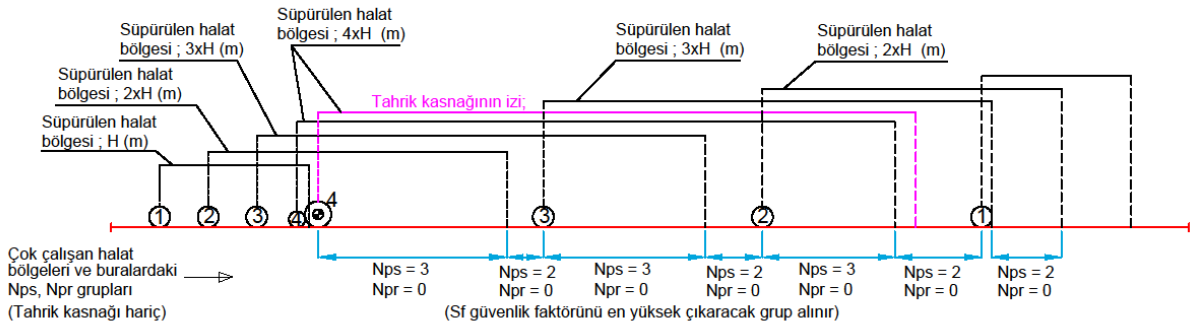 Süpürülen halat
bölgesi ; 3xH (m)
Süpürülen halat
bölgesi ; 4xH (m)
Süpürülen halat
bölgesi ; 3xH (m)
Süpürülen halat
bölgesi ; 2xH (m)
Süpürülen halat
bölgesi ; 2xH (m)
Süpürülen halat
bölgesi ; H (m)
Tahrik kasnağının izi;
1
2
3
4
4
3
2
1
Çok çalışan halat
bölgeleri ve buralardaki
Nps, Npr grupları
(Tahrik kasnağı hariç)
Nps = 3
Npr = 0
Nps = 2
Npr = 0
Nps = 3
Npr = 0
Nps = 2
Npr = 0
Nps = 3
Npr = 0
Nps = 2
Npr = 0
Nps = 2
Npr = 0
(Sf güvenlik faktörünü en yüksek çıkaracak grup alınır)